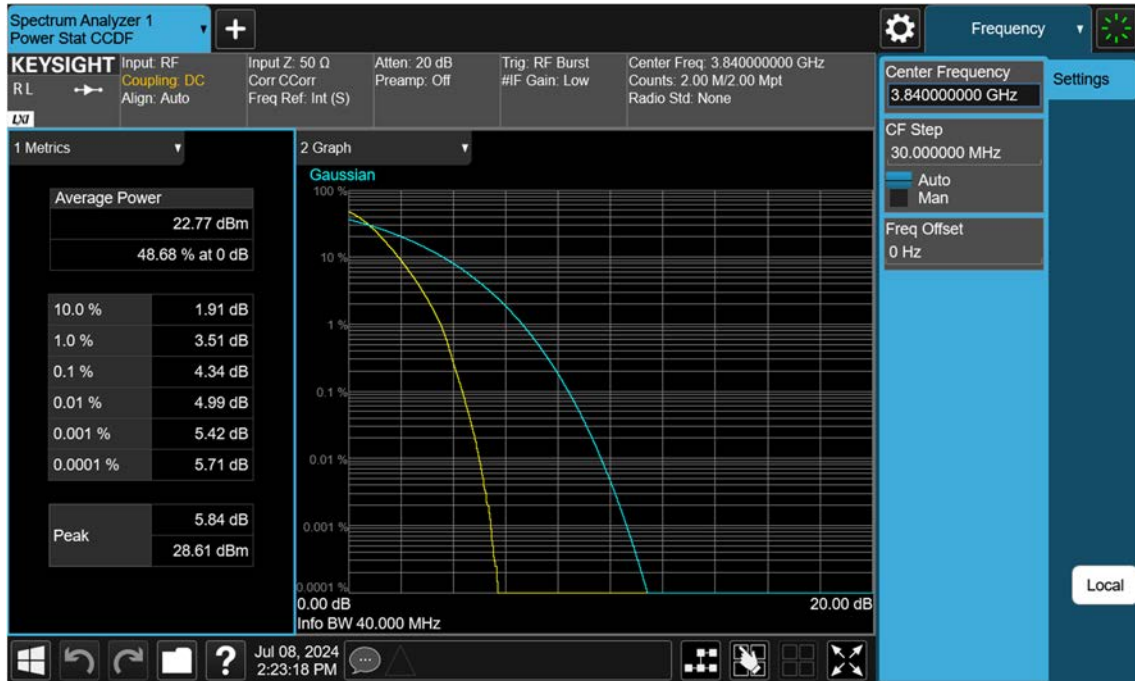 Spectrum Analyzer 1
Power Stat CCDF
+
Frequency
KEYSIGHT
RL
LXI
Input: RF
Coupling: DC
Align: Auto
Input Z: 50 Ω
Corr CCorr
Freq Ref: Int (S)
Atten: 20 dB
Preamp: Off
Trig: RF Burst
#IF Gain: Low
Center Freq: 3.840000000 GHz
Counts: 2.00 M/2.00 Mpt
Radio Std: None
Center Frequency
3.840000000 GHz
Settings
CF Step
30.000000 MHz
Auto
Man
Freq Offset
0 Hz
Local
1 Metrics
Average Power
22.77 dBm
48.68 % at 0 dB
10.0 % 1.91 dB
1.0 % 3.51 dB
0.1 % 4.34 dB
0.01 % 4.99 dB
0.001 % 5.42 dB
0.0001 % 5.71 dB
Peak
5.84 dB
28.61 dBm
2 Graph
Gaussian
100 %
10 %
1 %
0.1 %
0.01 %
0.001 %
0.0001 %
0.00 dB 20.00 dB
Info BW 40.000 MHz
?
Jul 08, 2024
2:23:18 PM